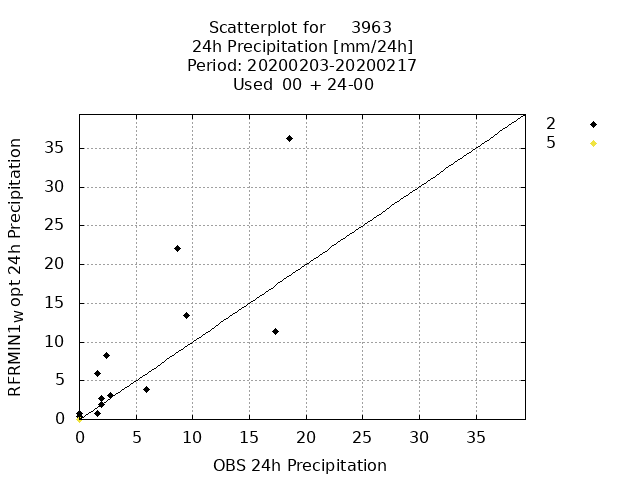 Scatterplot for 3963
24h Precipitation [mm/24h]
Period: 20200203-20200217
Used 00 + 24-00
2
5
RFRMIN1w opt 24h Precipitation
35
30
25
20
15
10
5
0
0 5 10 15 20 25 30 35
OBS 24h Precipitation